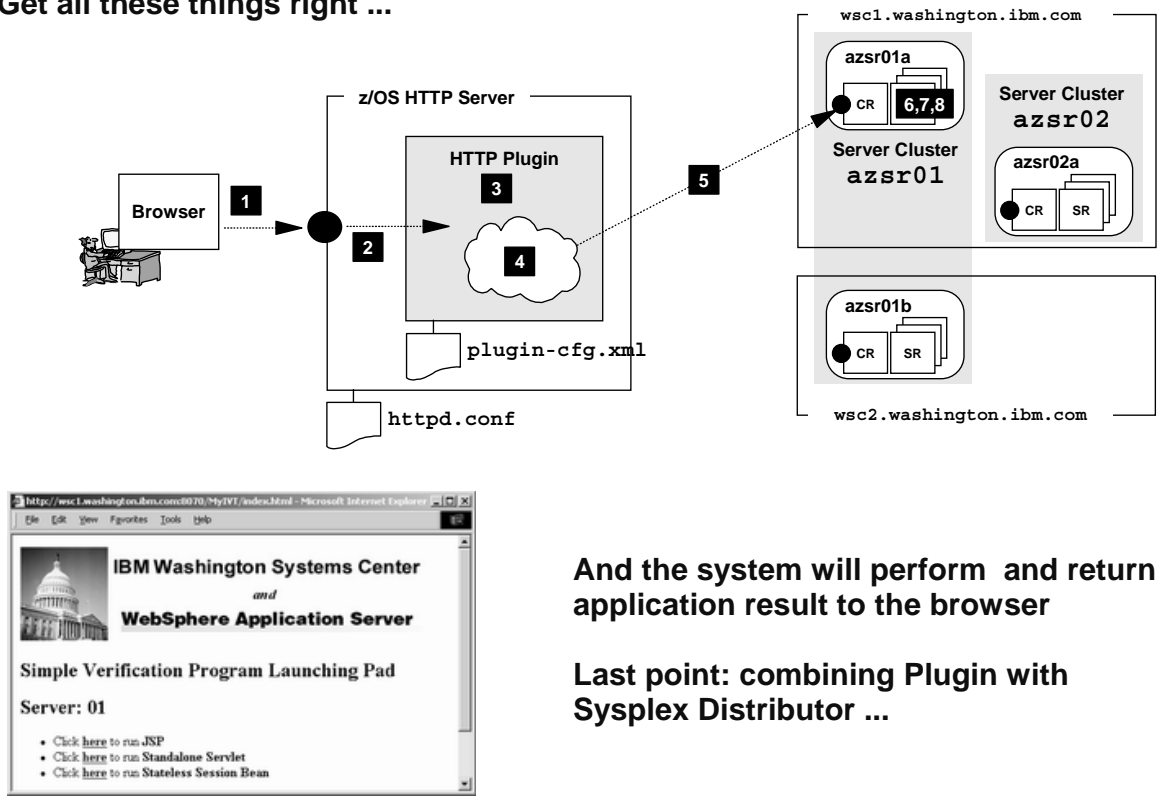 Get all these things right ...
wsc1.washington.ibm.com
azsr01a
CR
6,7,8
Server Cluster
azsr01
Server Cluster
azsr02
azsr02a
CR
SR
z/OS HTTP Server
HTTP Plugin
3
4
5
Browser
1
2
plugin-cfg.xml
httpd.conf
azsr01b
CR
SR
wsc2.washington.ibm.com
http://wsc1.washington.ibm.com:8070/MyIVT/index.html - Microsoft Internet Explorer
File Edit View Favorites Tools Help
IBM Washington Systems Center
and
WebSphere Application Server
Simple Verification Program Launching Pad
Server: 01
• Click here to run JSP
• Click here to run Standalone Servlet
• Click here to run Stateless Session Bean
And the system will perform and return
application result to the browser
Last point: combining Plugin with
Sysplex Distributor ...